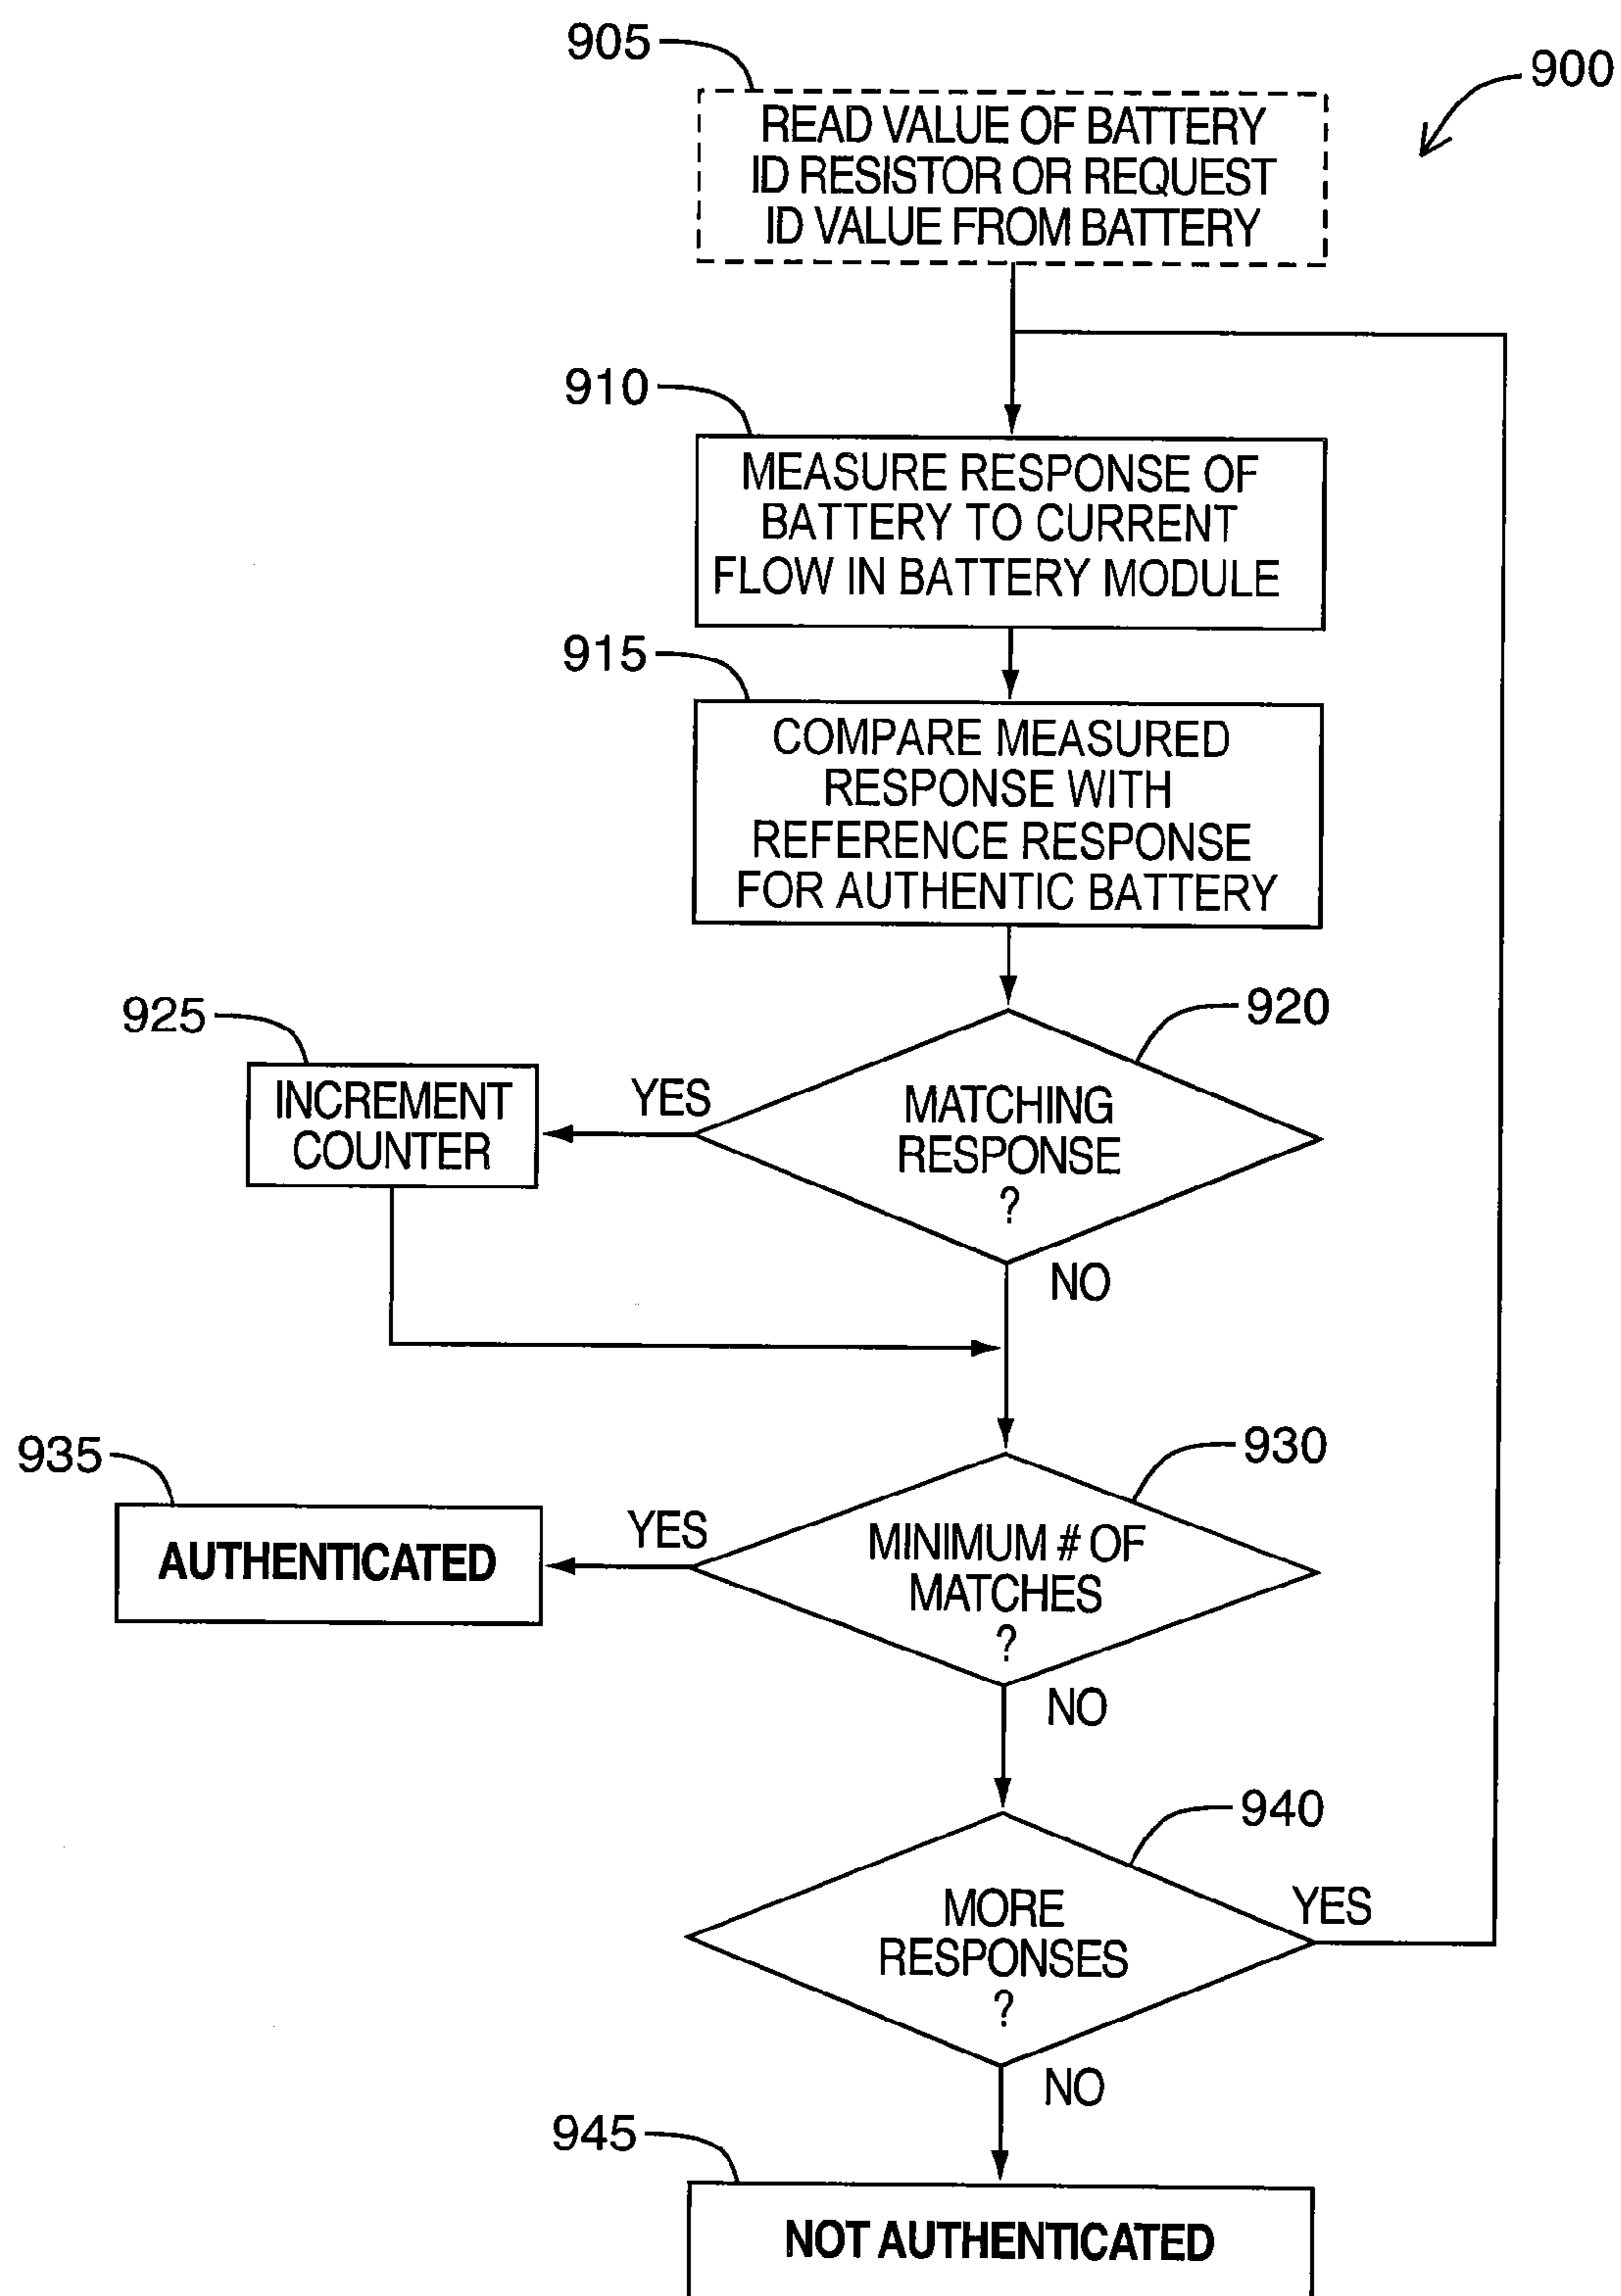 905
900
READ VALUE OF BATTERY
ID RESISTOR OR REQUEST
ID VALUE FROM BATTERY
910
MEASURE RESPONSE OF
BATTERY TO CURRENT
FLOW IN BATTERY MODULE
915
COMPARE MEASURED
RESPONSE WITH
REFERENCE RESPONSE
FOR AUTHENTIC BATTERY
925
920
INCREMENT
COUNTER
YES
MATCHING
RESPONSE
?
NO
935
930
AUTHENTICATED
YES
MINIMUM # OF
MATCHES
?
NO
940
MORE
RESPONSES
?
YES
NO
945
NOT AUTHENTICATED